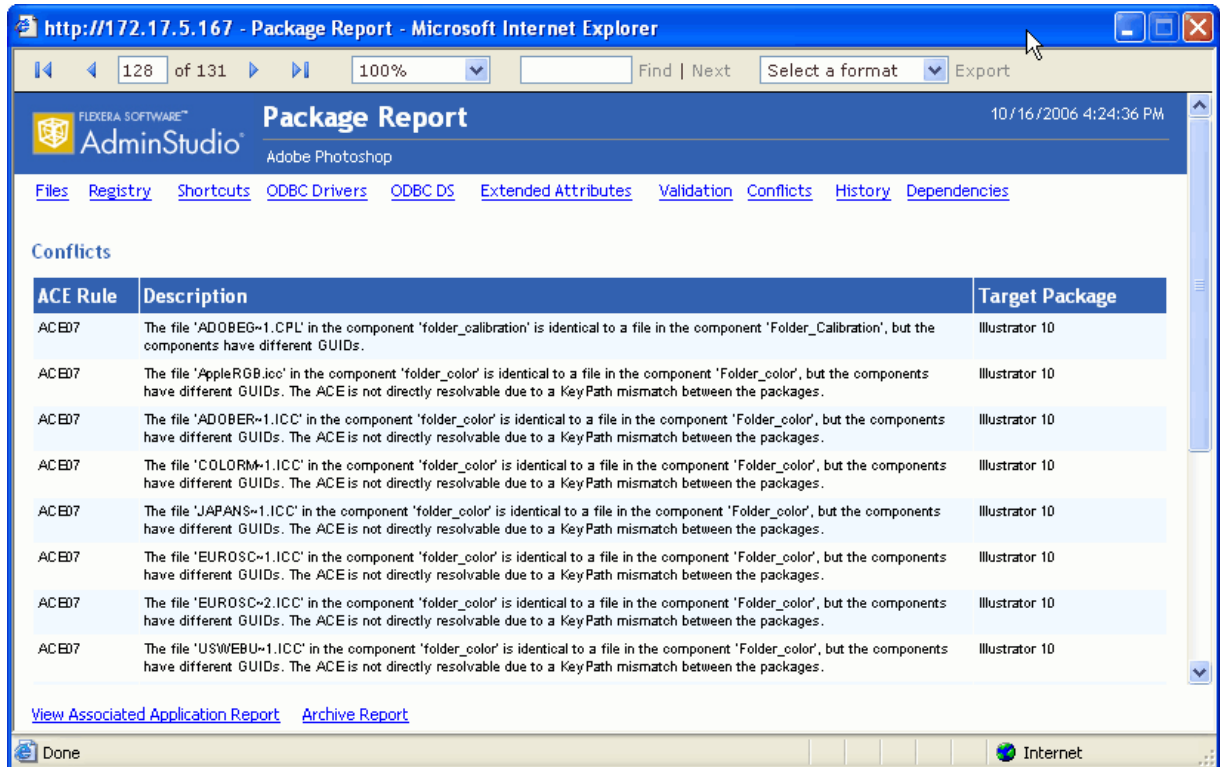 http://172.17.5.167 - Package Report - Microsoft Internet Explorer
128 of 131 100% Find | Next Select a format Export
FLEXERA SOFTWARE™
AdminStudio®
Package Report
10/16/2006 4:24:36 PM
Adobe Photoshop
Files Registry Shortcuts ODBC Drivers ODBC DS Extended Attributes Validation Conflicts History Dependencies
Conflicts
ACE Rule Description Target Package
ACE07 The file 'ADOBEG~1.CPL' in the component 'folder_calibration' is identical to a file in the component 'Folder_Calibration', but the Illustrator 10
components have different GUIDs.
ACE07 The file 'AppleRGB.icc' in the component 'folder_color' is identical to a file in the component 'Folder_color', but the components Illustrator 10
have different GUIDs. The ACE is not directly resolvable due to a KeyPath mismatch between the packages.
ACE07 The file 'ADOBER~1.ICC' in the component 'folder_color' is identical to a file in the component 'Folder_color', but the components Illustrator 10
have different GUIDs. The ACE is not directly resolvable due to a KeyPath mismatch between the packages.
ACE07 The file 'COLORM~1.ICC' in the component 'folder_color' is identical to a file in the component 'Folder_color', but the components Illustrator 10
have different GUIDs. The ACE is not directly resolvable due to a KeyPath mismatch between the packages.
ACE07 The file 'JAPANS~1.ICC' in the component 'folder_color' is identical to a file in the component 'Folder_color', but the components Illustrator 10
have different GUIDs. The ACE is not directly resolvable due to a KeyPath mismatch between the packages.
ACE07 The file 'EUROSC~1.ICC' in the component 'folder_color' is identical to a file in the component 'Folder_color', but the components Illustrator 10
have different GUIDs. The ACE is not directly resolvable due to a KeyPath mismatch between the packages.
ACE07 The file 'EUROSC~2.ICC' in the component 'folder_color' is identical to a file in the component 'Folder_color', but the components Illustrator 10
have different GUIDs. The ACE is not directly resolvable due to a KeyPath mismatch between the packages.
ACE07 The file 'USWEBU~1.ICC' in the component 'folder_color' is identical to a file in the component 'Folder_color', but the components Illustrator 10
have different GUIDs. The ACE is not directly resolvable due to a KeyPath mismatch between the packages.
View Associated Application Report Archive Report
Done Internet